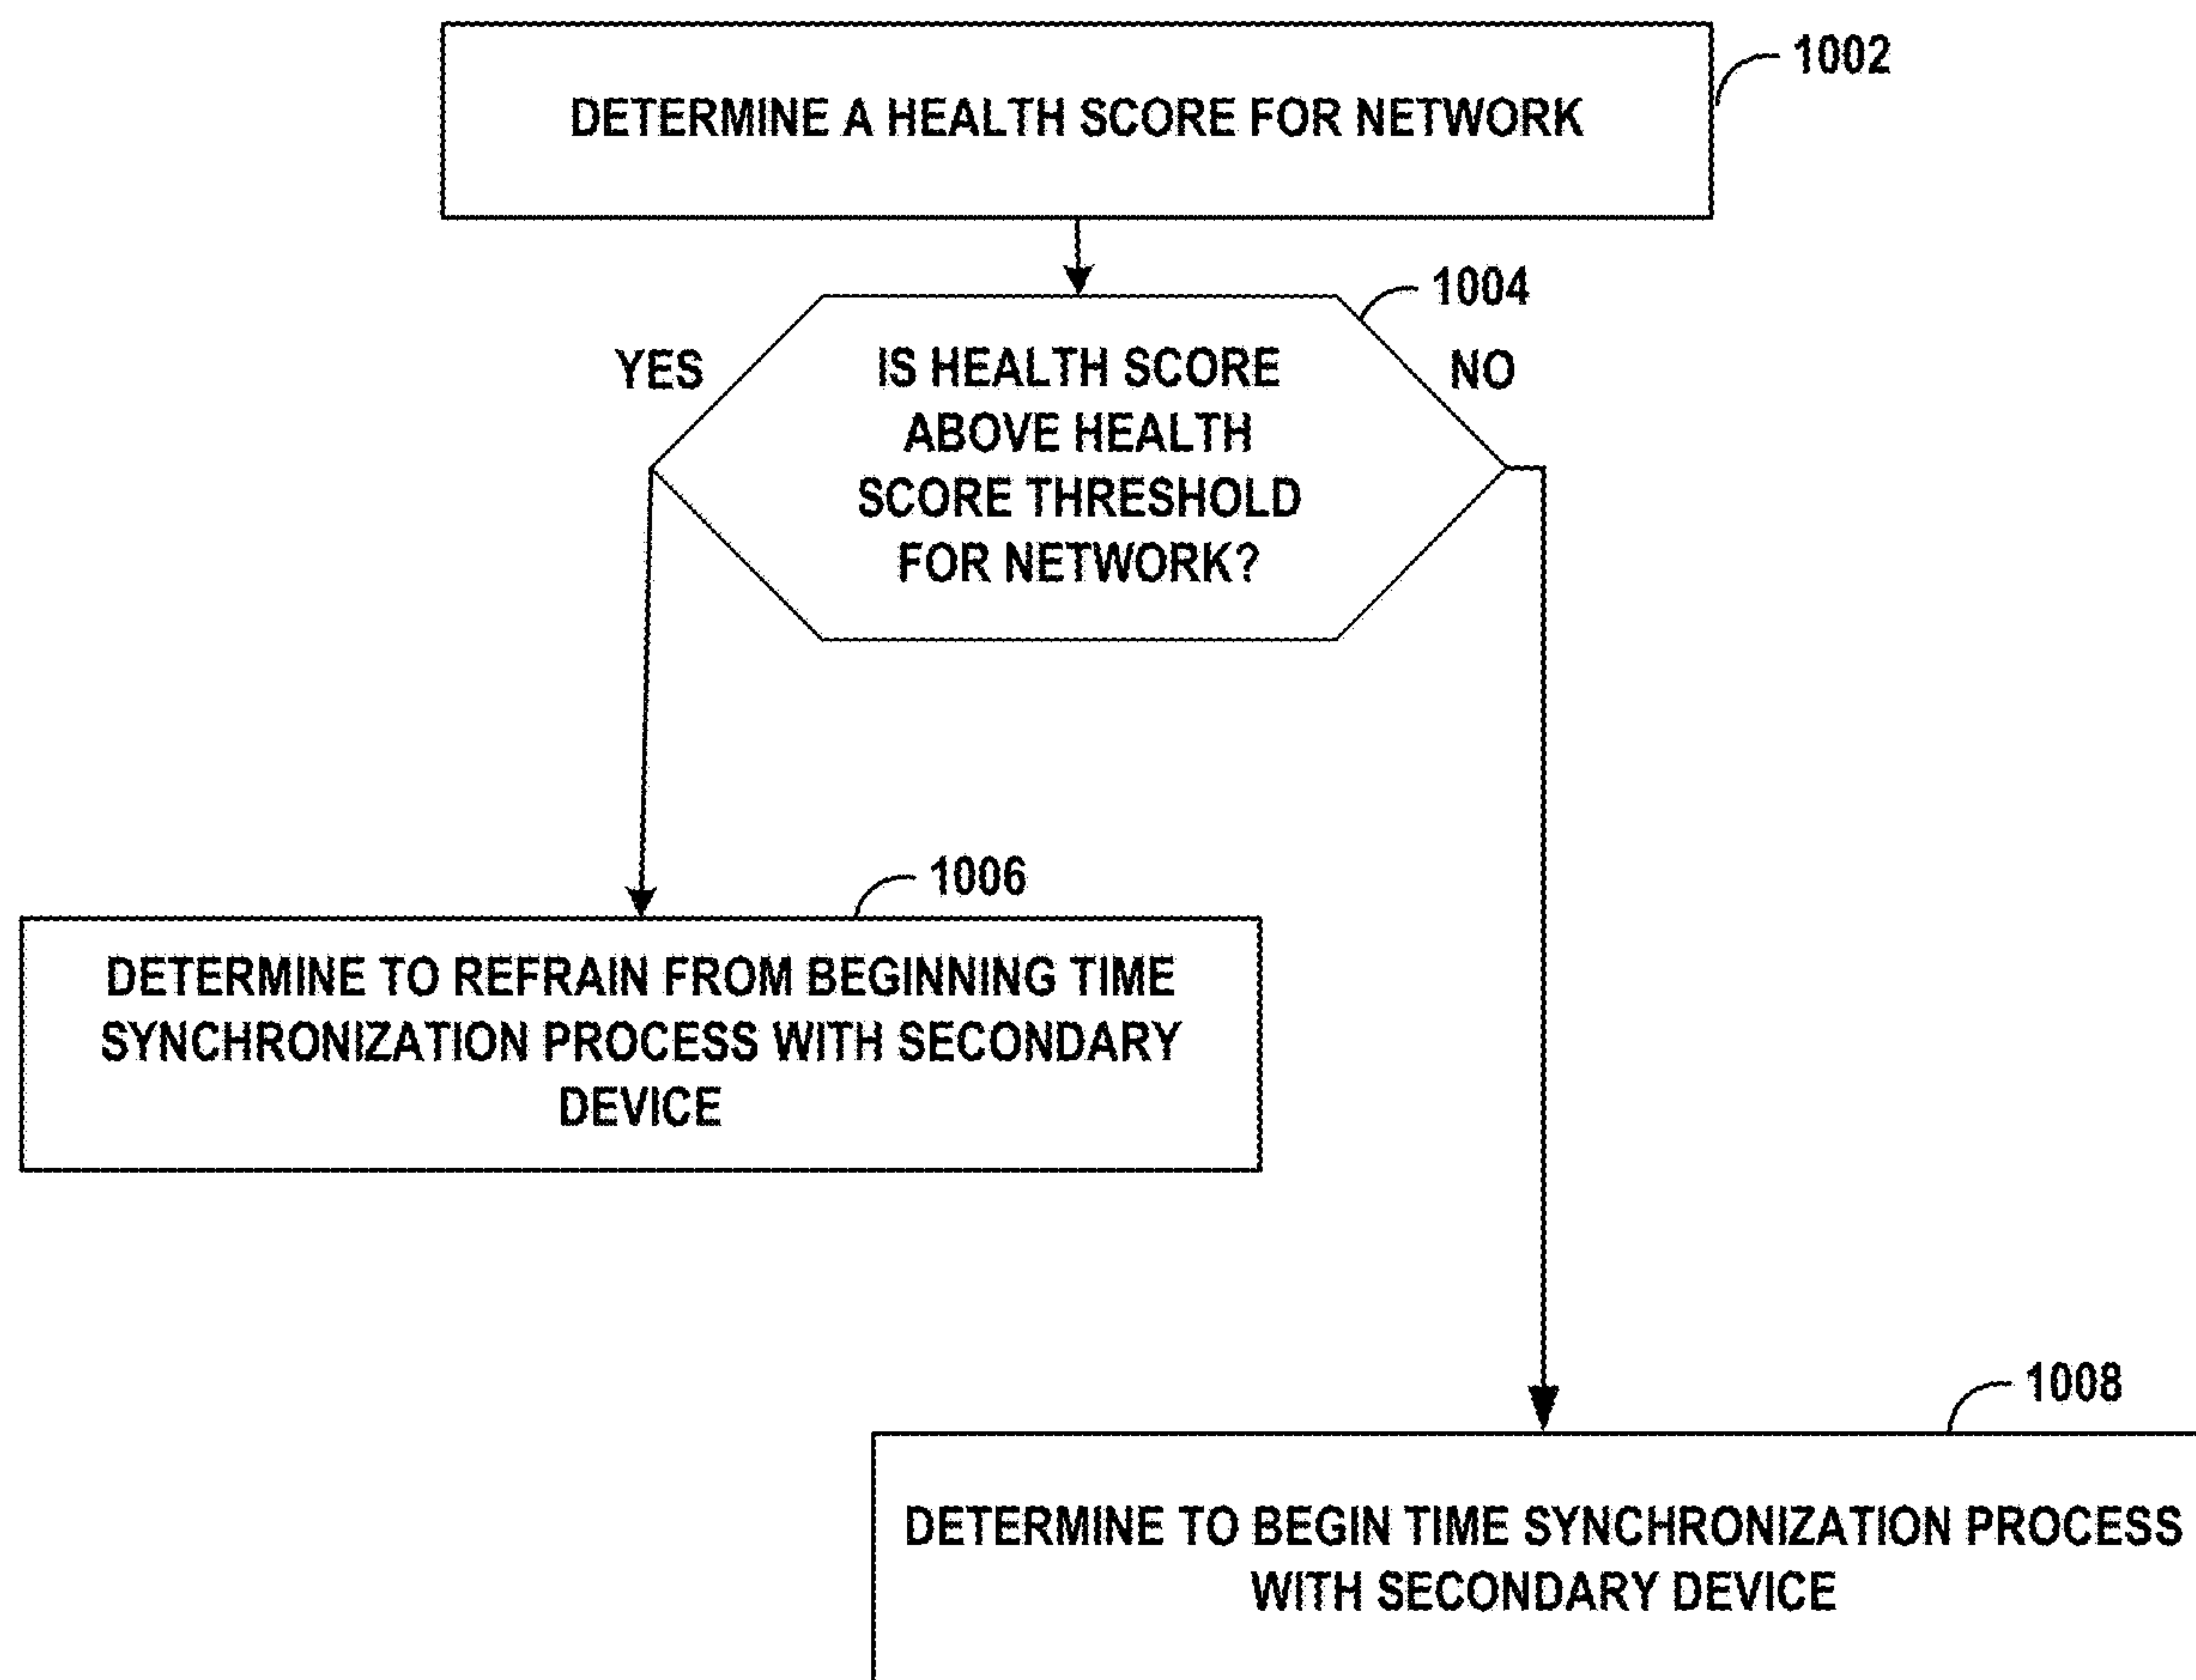 1002
DETERMINE A HEALTH SCORE FOR NETWORK
1004
YES
IS HEALTH SCORE
ABOVE HEALTH
SCORE THRESHOLD
FOR NETWORK?
NO
1006
DETERMINE TO REFRAIN FROM BEGINNING TIME
SYNCHRONIZATION PROCESS WITH SECONDARY
DEVICE
1008
DETERMINE TO BEGIN TIME SYNCHRONIZATION PROCESS
WITH SECONDARY DEVICE